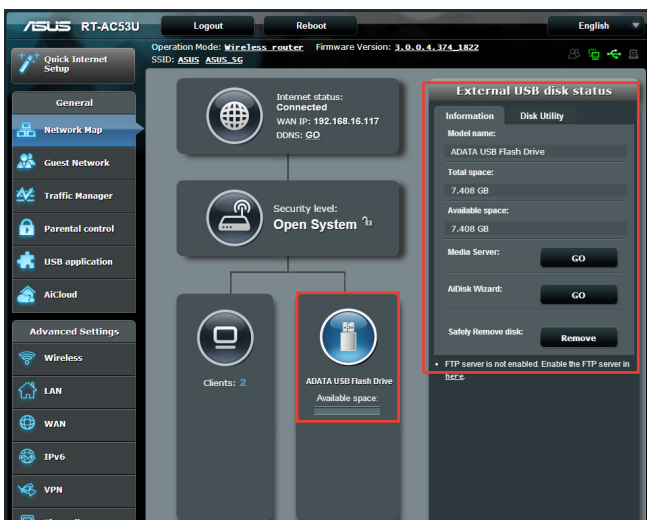 ASUS RT-AC53U
Logout
Reboot
English
Operation Mode: Wireless router Firmware Version: 3.0.0.4.374_1822
SSID: ASUS ASUS_5G
Quick Internet
Setup
General
Network Map
Guest Network
Traffic Manager
Parental control
USB application
AiCloud
Advanced Settings
Wireless
LAN
WAN
IPv6
VPN
Internet status:
Connected
WAN IP: 192.168.16.117
DDNS: GO
Security level:
Open System
Clients: 2
ADATA USB Flash Drive
Available space:
External USB disk status
Information
Disk Utility
Model name:
ADATA USB Flash Drive
Total space:
7.408 GB
Available space:
7.408 GB
Media Server:
GO
AiDisk Wizard:
GO
Safely Remove disk:
Remove
• FTP server is not enabled. Enable the FTP server in
here.